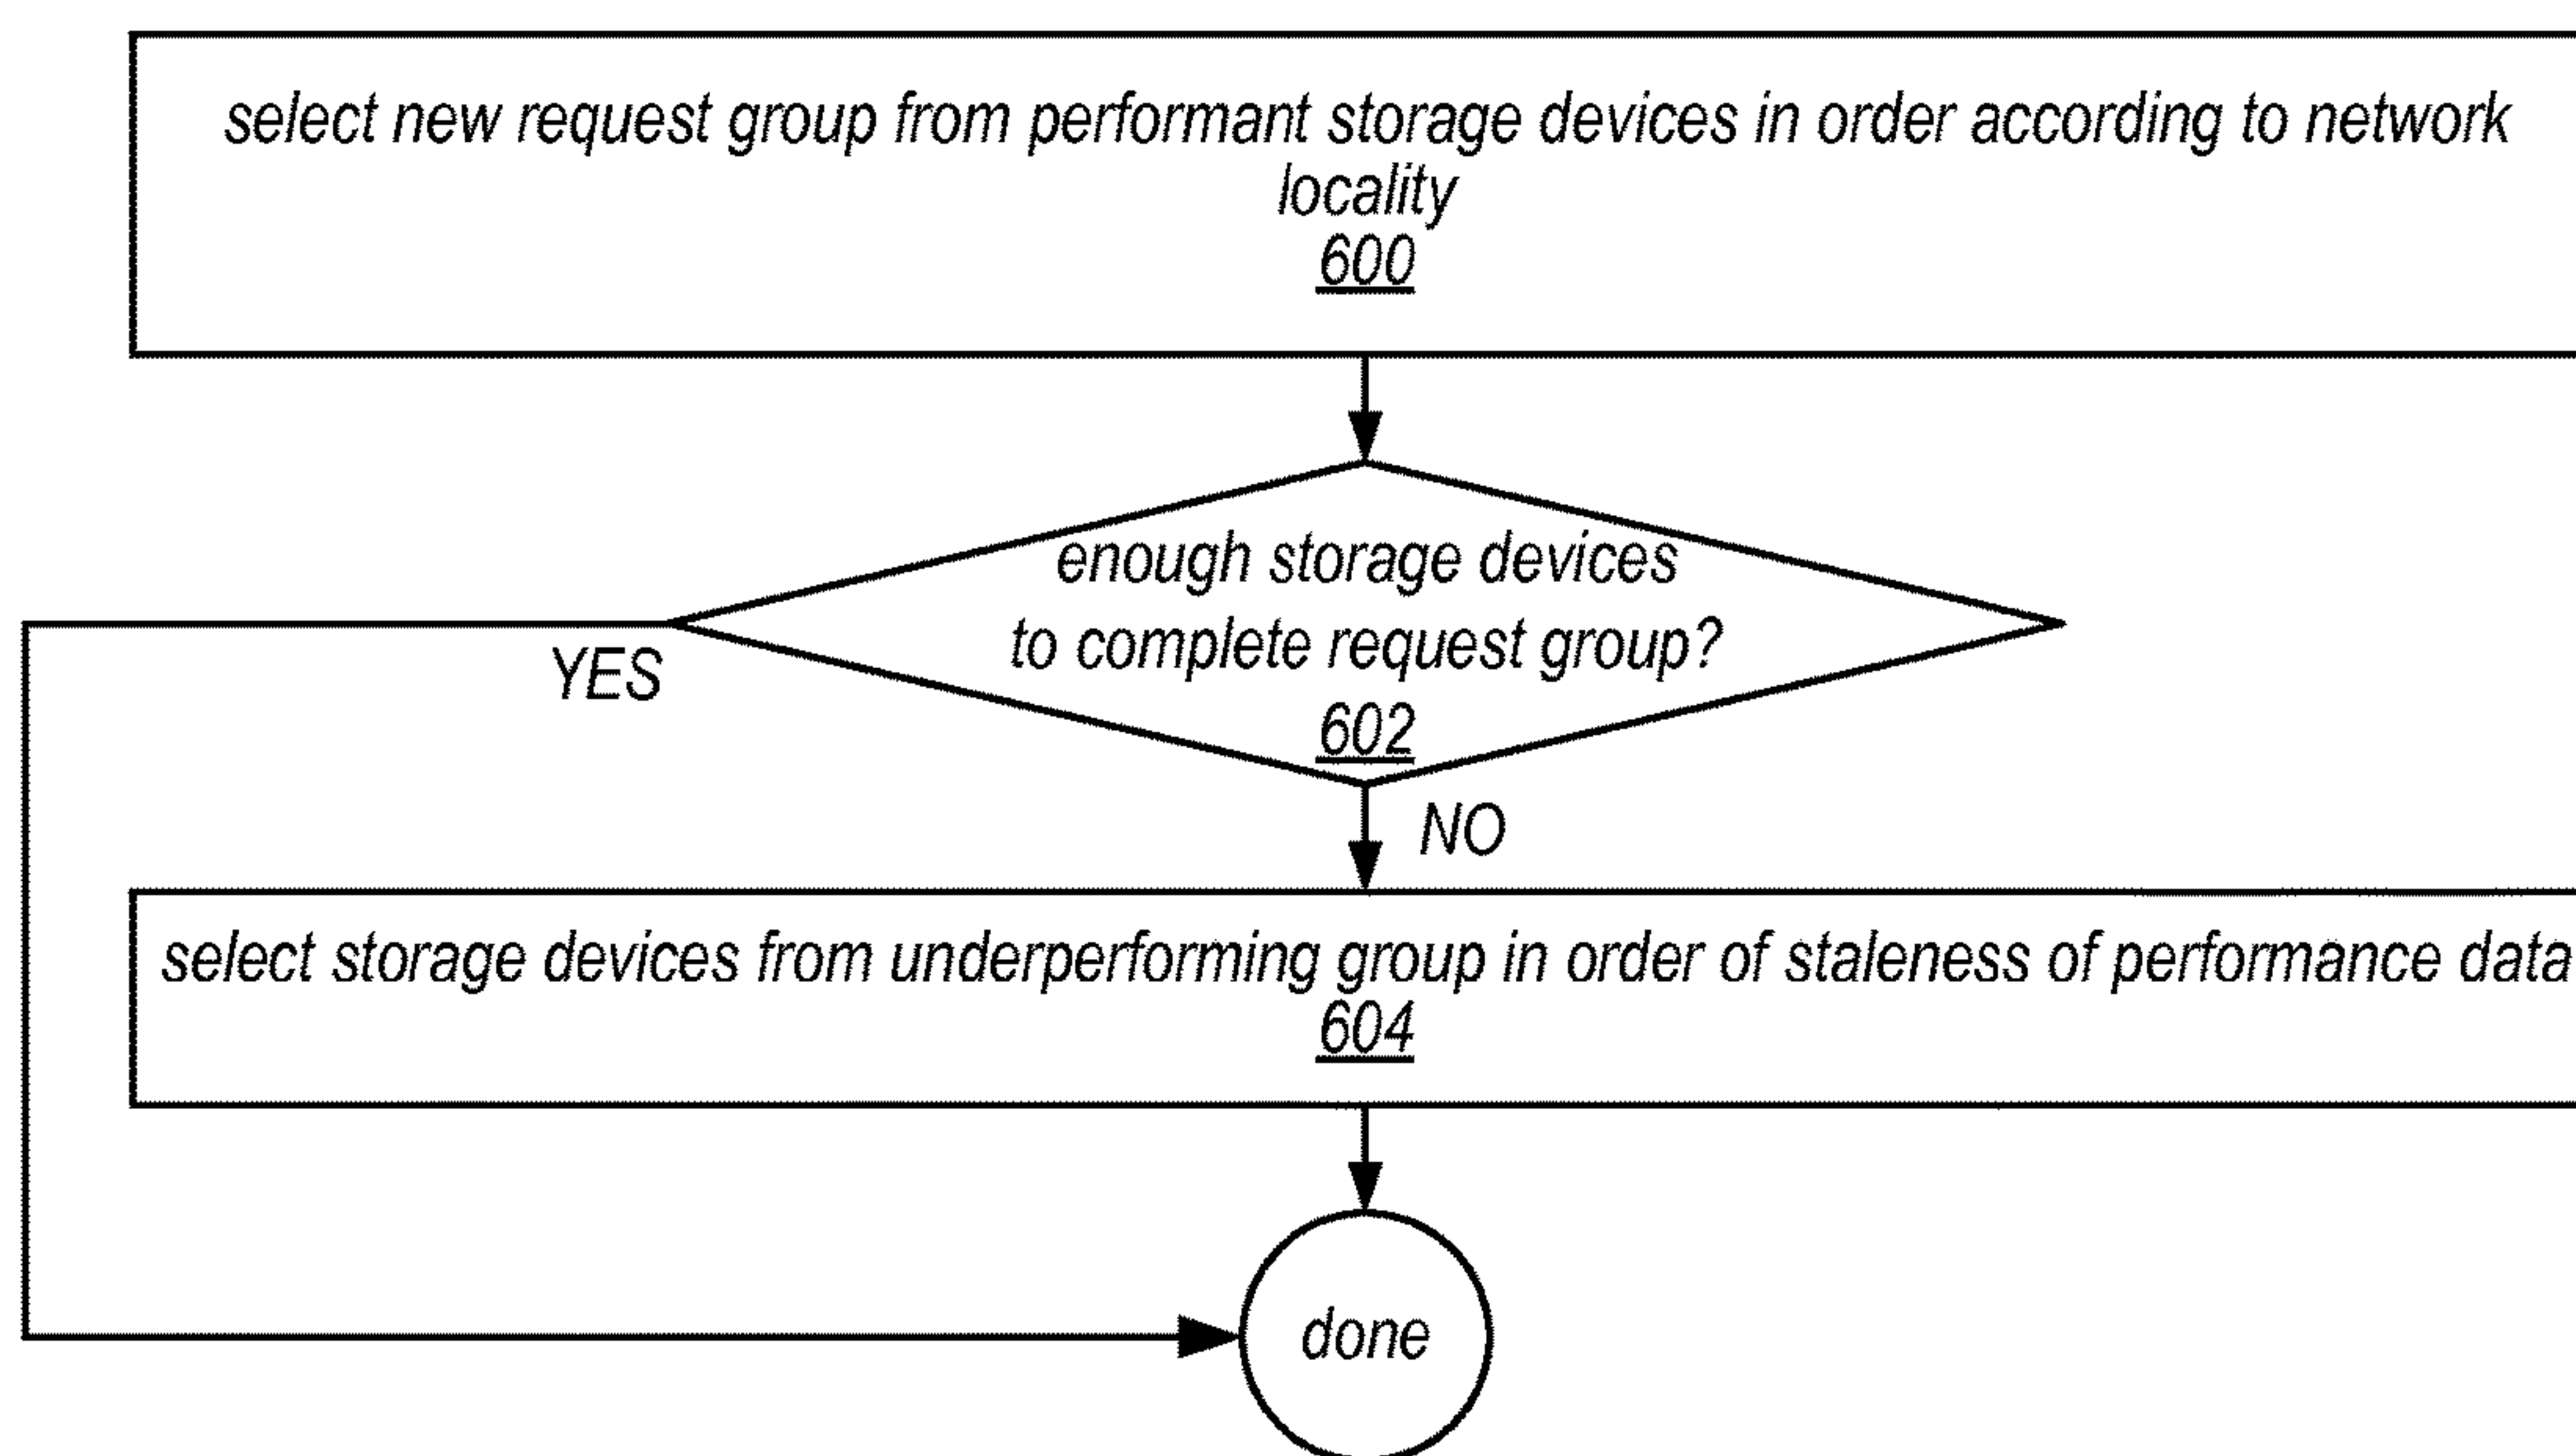 select new request group from performant storage devices in order according to network
locality
600
enough storage devices
to complete request group?
602
YES
NO
select storage devices from underperforming group in order of staleness of performance data
604
done